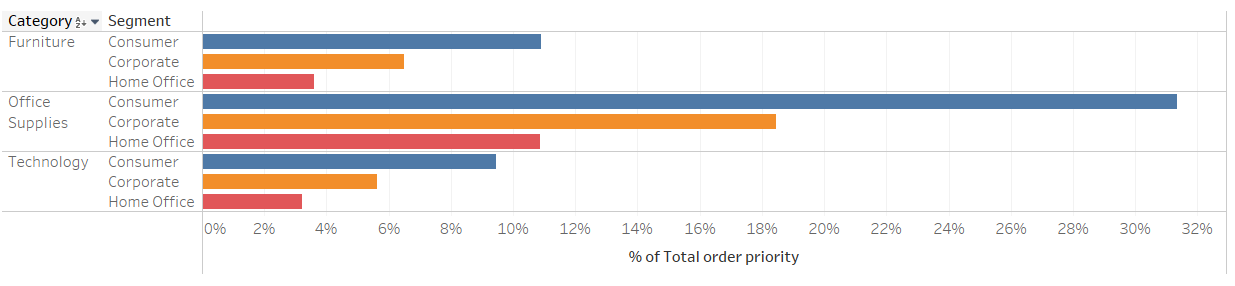 Category Segment
Furniture Consumer
Corporate
Home Office
Office Consumer
Supplies Corporate
Home Office
Technology Consumer
Corporate
Home Office
0% 2% 4% 6% 8% 10% 12% 14% 16% 18% 20% 22% 24% 26% 28% 30% 32%
% of Total order priority